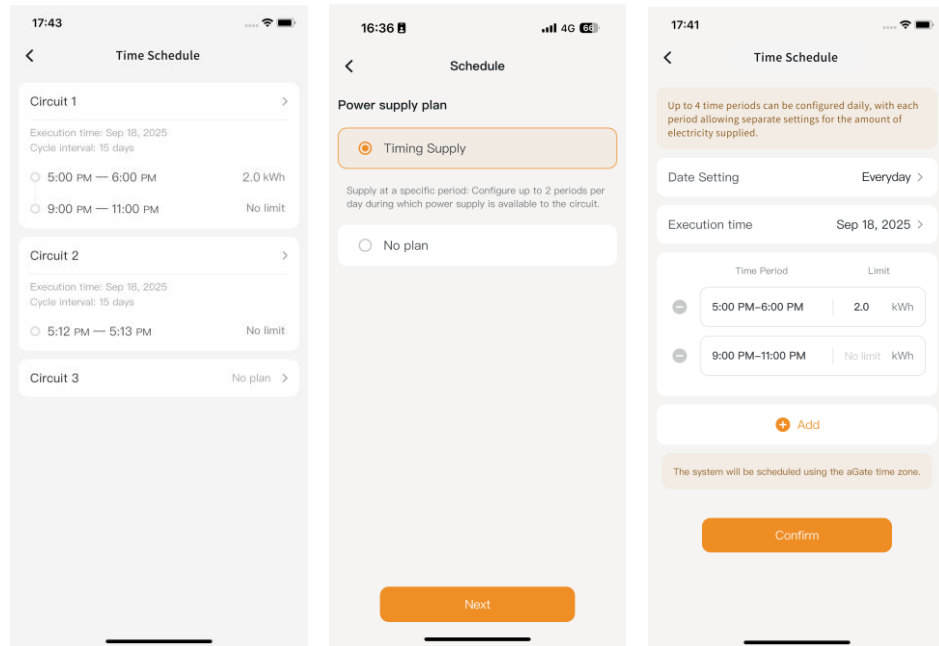 17:43
Time Schedule
Circuit 1
Execution time: Sep 18, 2025
Cycle interval: 15 days
5:00 PM — 6:00 PM 2.0 kWh
9:00 PM — 11:00 PM No limit
Circuit 2
Execution time: Sep 18, 2025
Cycle interval: 15 days
5:12 PM — 5:13 PM No limit
Circuit 3 No plan
16:36 4G 66
Schedule
Power supply plan
Timing Supply
Supply at a specific period: Configure up to 2 periods per
day during which power supply is available to the circuit.
No plan
Next
17:41
Time Schedule
Up to 4 time periods can be configured daily, with each
period allowing separate settings for the amount of
electricity supplied.
Date Setting Everyday
Execution time Sep 18, 2025
Time Period Limit
5:00 PM–6:00 PM 2.0 kWh
9:00 PM–11:00 PM No limit kWh
Add
The system will be scheduled using the aGate time zone.
Confirm